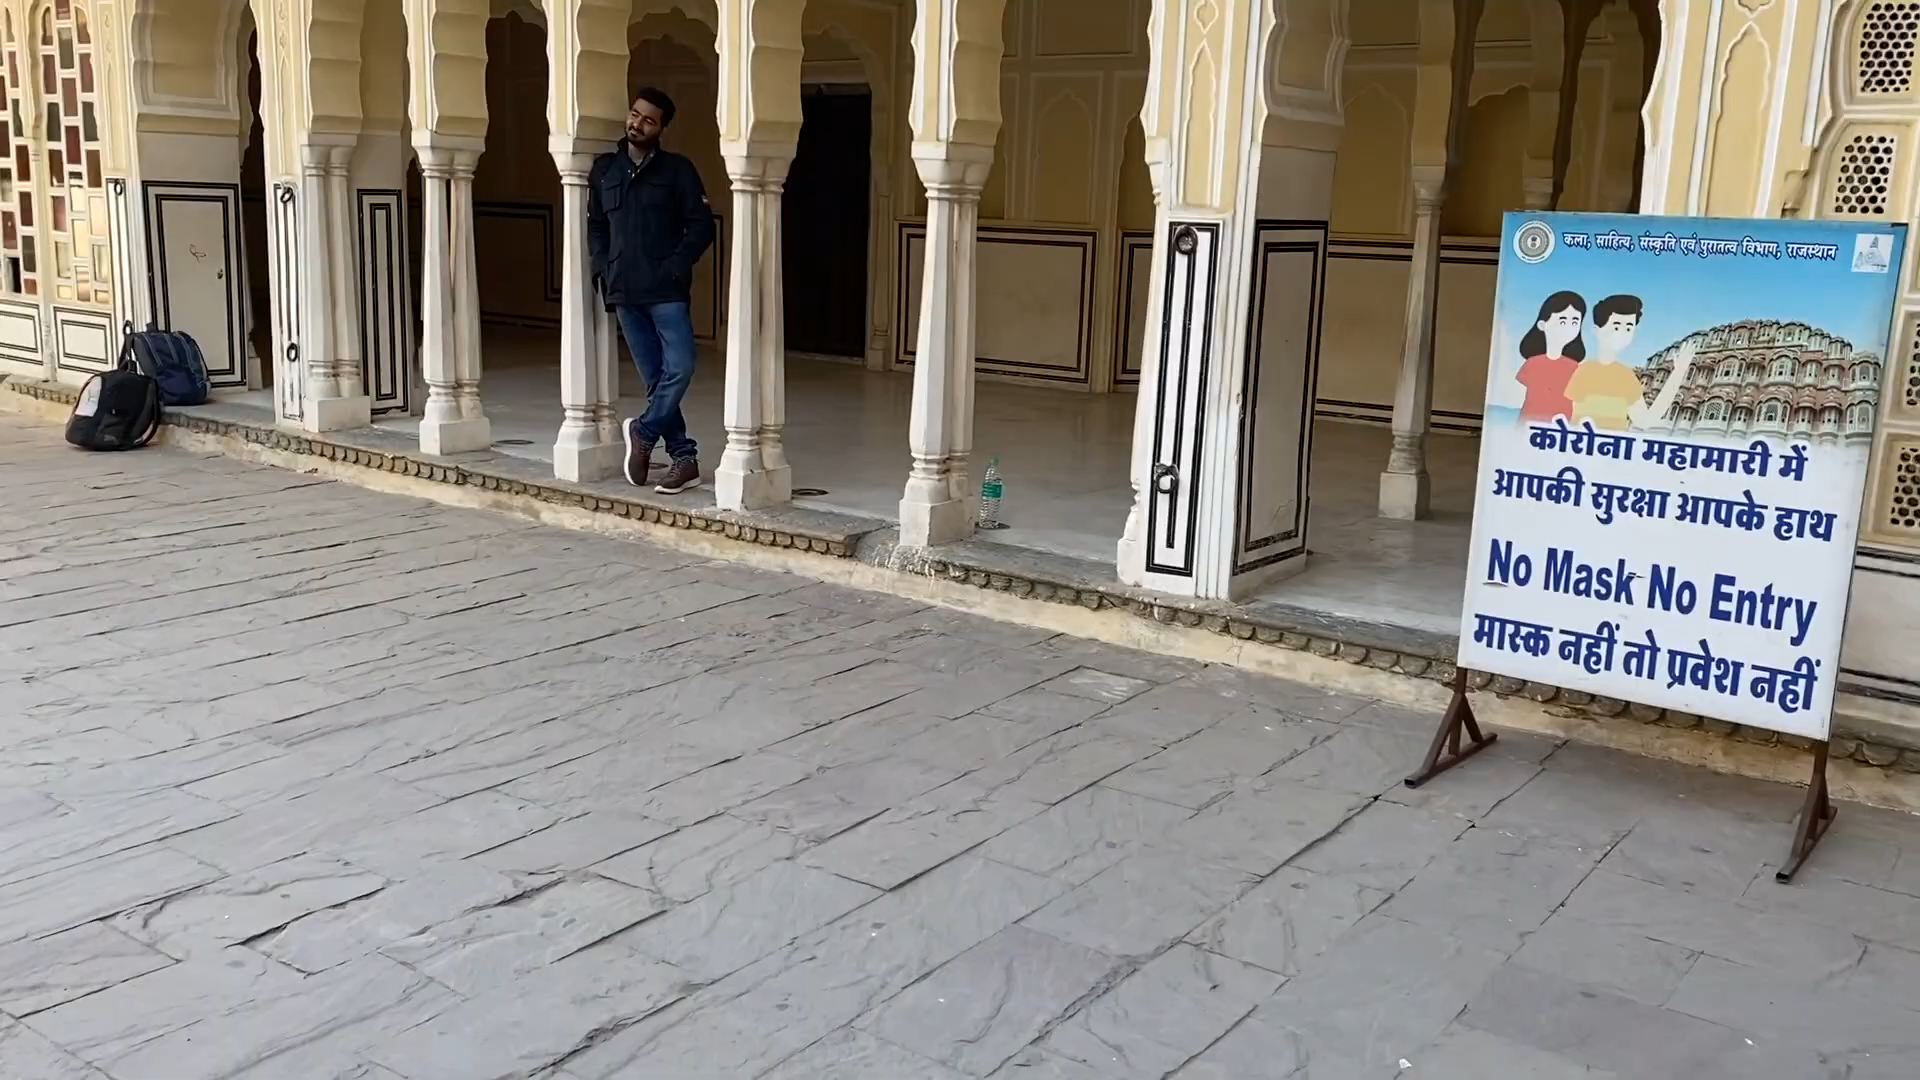 कला, साहित्य, संस्कृति एवं पुरातत्व विभाग, राजस्थान
कोरोना महामारी में
आपकी सुरक्षा आपके हाथ
No Mask No Entry
मास्क नहीं तो प्रवेश नहीं